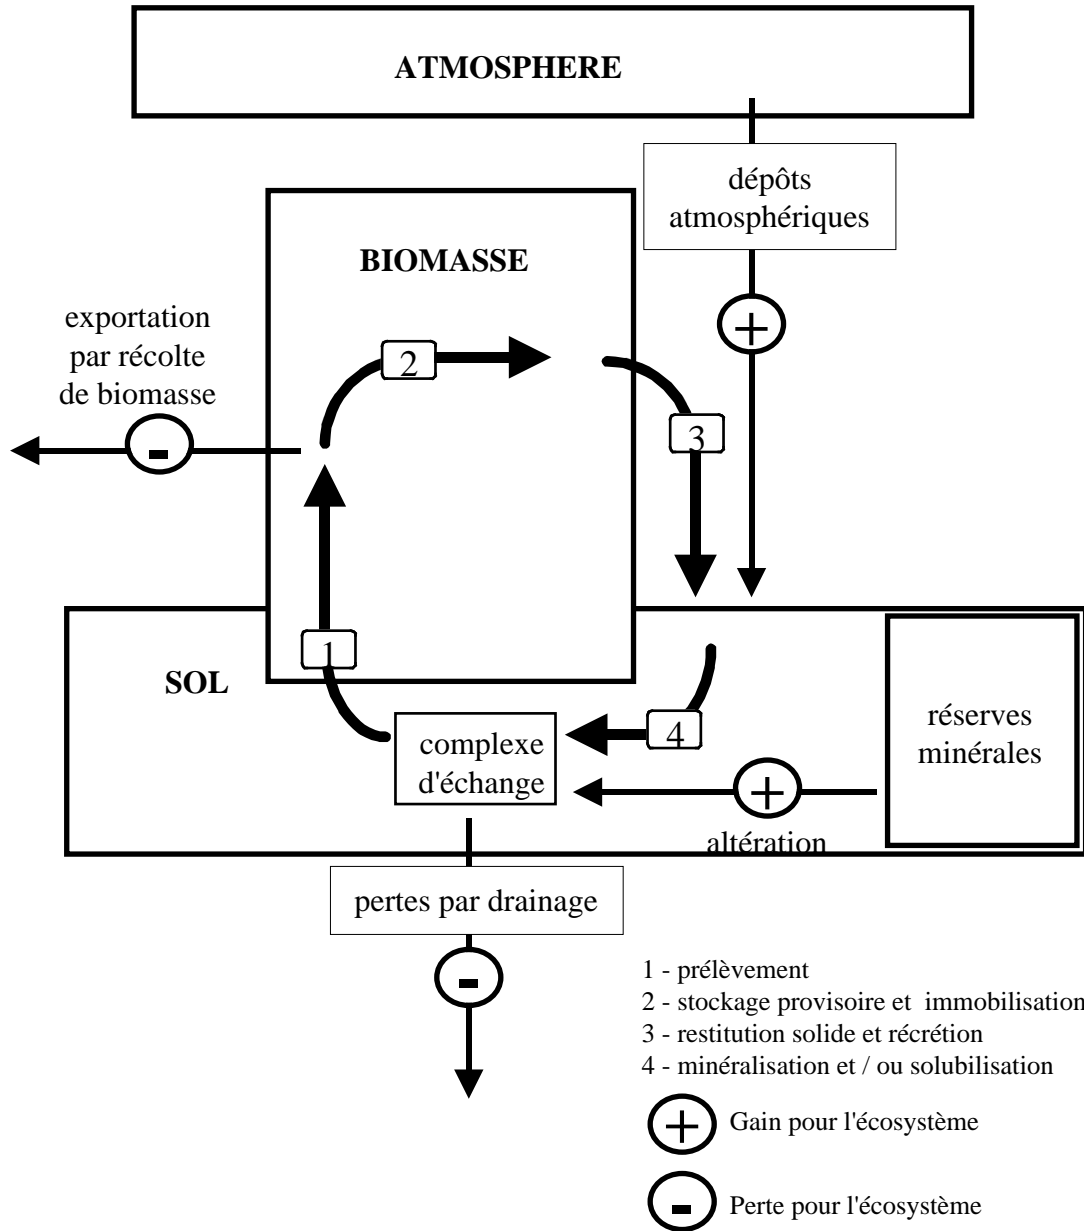 ATMOSPHERE
dépôts
atmosphériques
BIOMASSE
+
exportation
par récolte
de biomasse
2
3
-
1
SOL
4
complexe
d'échange
réserves
minérales
+
altération
pertes par drainage
-
1 - prélèvement
2 - stockage provisoire et  immobilisation
3 - restitution solide et récrétion
4 - minéralisation et / ou solubilisation
+ Gain pour l'écosystème
- Perte pour l'écosystème